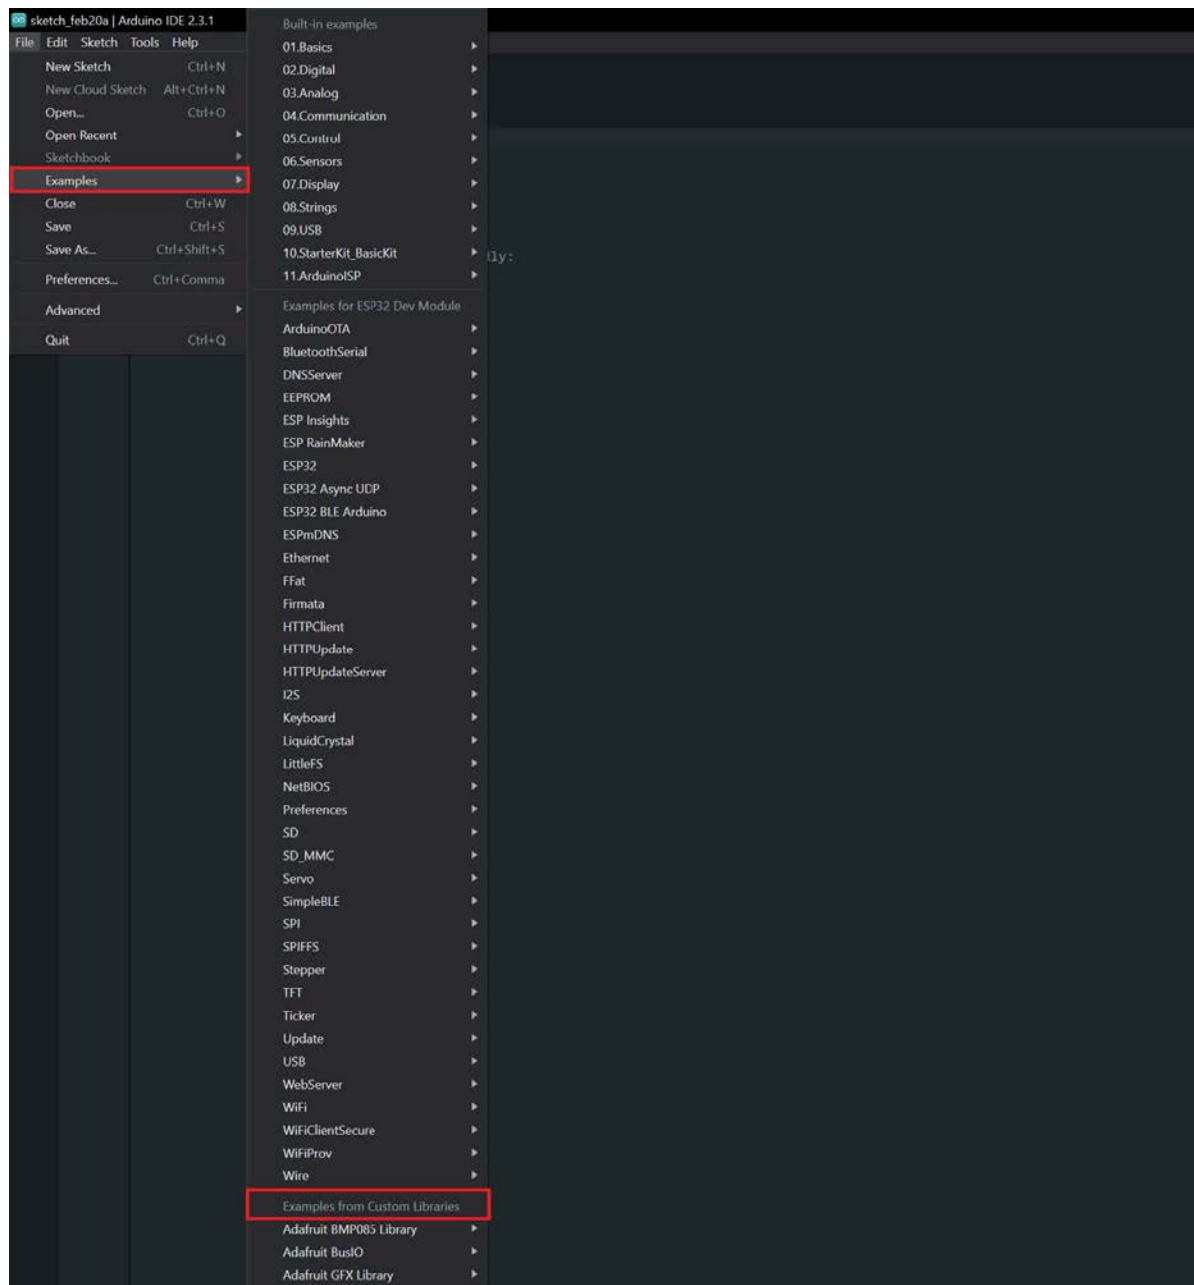 sketch_feb20a | Arduino IDE 2.3.1
File Edit Sketch Tools Help
New Sketch Ctrl+N
New Cloud Sketch Alt+Ctrl+N
Open... Ctrl+O
Open Recent
Sketchbook
Examples
Close Ctrl+W
Save Ctrl+S
Save As... Ctrl+Shift+S
Preferences... Ctrl+Comma
Advanced
Quit Ctrl+Q
Built-in examples
01.Basics
02.Digital
03.Analog
04.Communication
05.Control
06.Sensors
07.Display
08.Strings
09.USB
10.StarterKit_BasicKit
11.ArduinoISP
Examples for ESP32 Dev Module
ArduinoOTA
BluetoothSerial
DNSServer
EEPROM
ESP Insights
ESP RainMaker
ESP32
ESP32 Async UDP
ESP32 BLE Arduino
ESPmDNS
Ethernet
FFat
Firmata
HTTPClient
HTTPUpdate
HTTPUpdateServer
I2S
Keyboard
LiquidCrystal
LittleFS
NetBIOS
Preferences
SD
SD_MMC
Servo
SimpleBLE
SPI
SPIFFS
Stepper
TFT
Ticker
Update
USB
WebServer
WiFi
WiFiClientSecure
WiFiProv
Wire
Examples from Custom Libraries
Adafruit BMP085 Library
Adafruit BusIO
Adafruit GFX Library
ly: